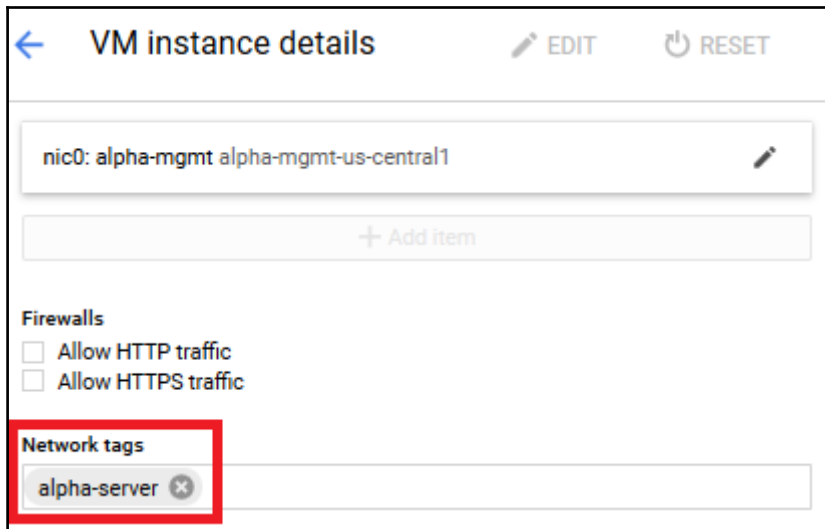 VM instance details EDIT RESET
nic0: alpha-mgmt alpha-mgmt-us-central1
Add item
Firewalls
Allow HTTP traffic
Allow HTTPS traffic
Network tags
alpha-server